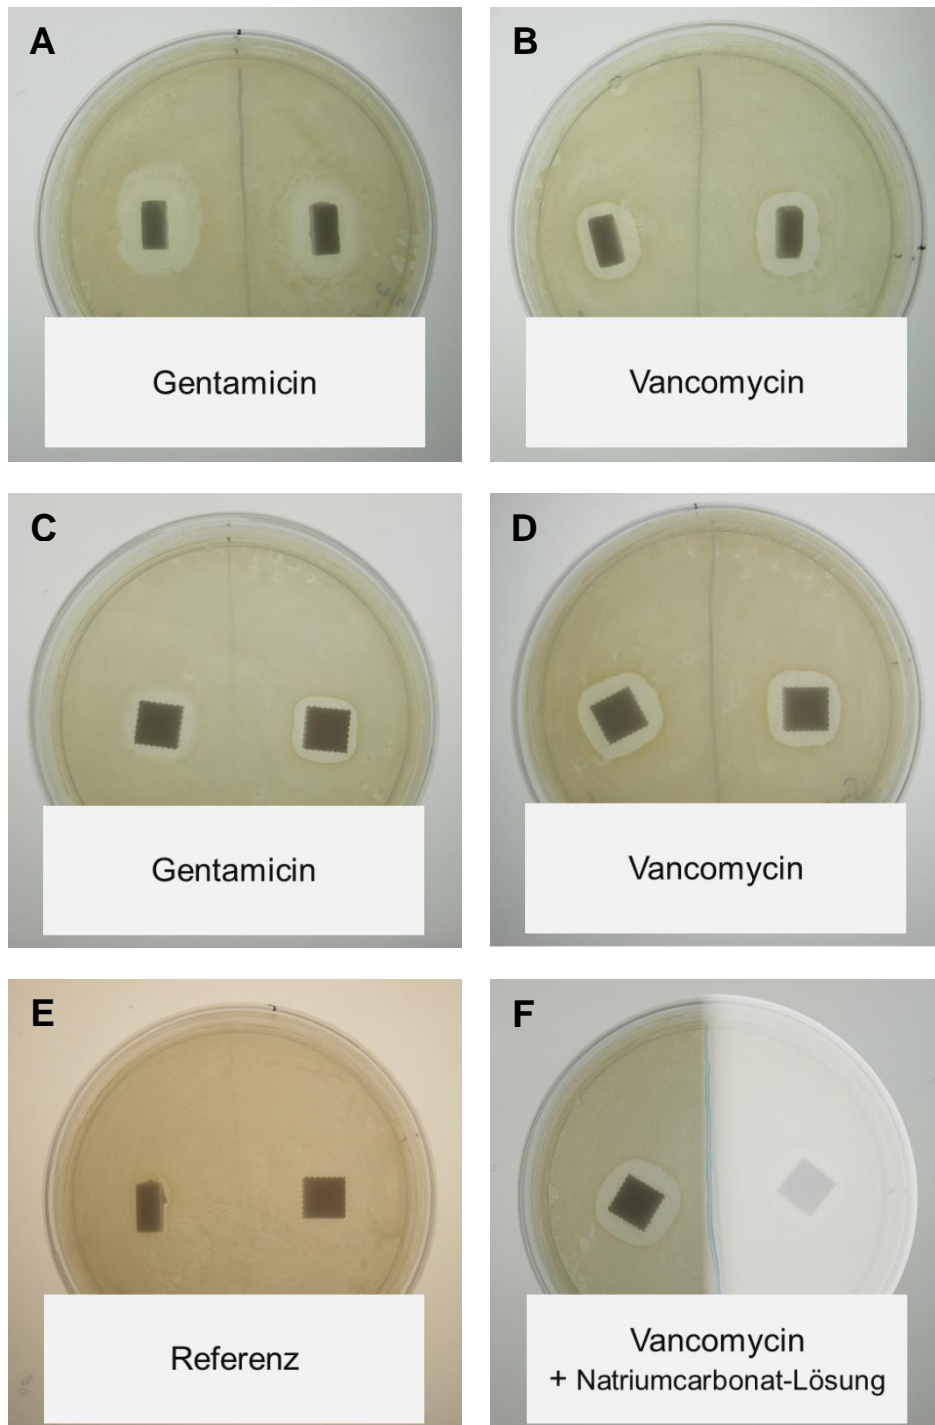 A
B
Gentamicin
Vancomycin
C
D
Gentamicin
Vancomycin
E
F
Referenz
Vancomycin
+ Natriumcarbonat-Lösung